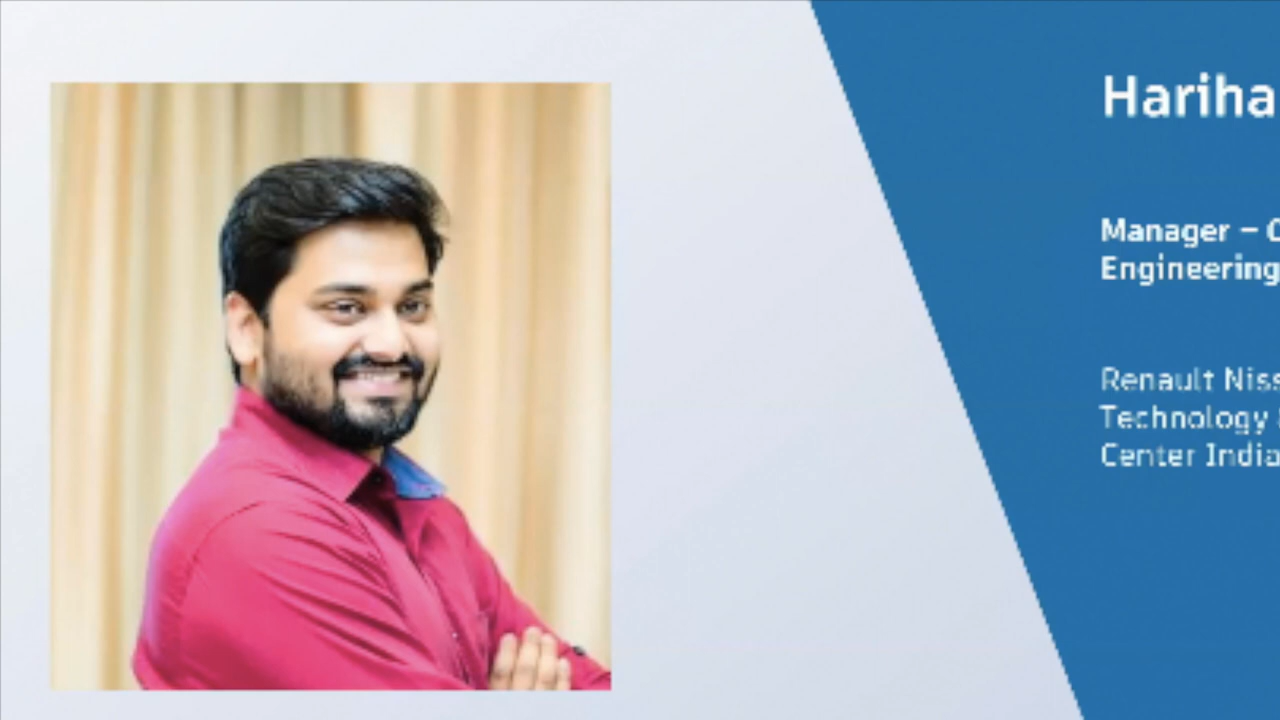 Hariha
Manager –
Engineering
Renault Niss
Technology
Center India